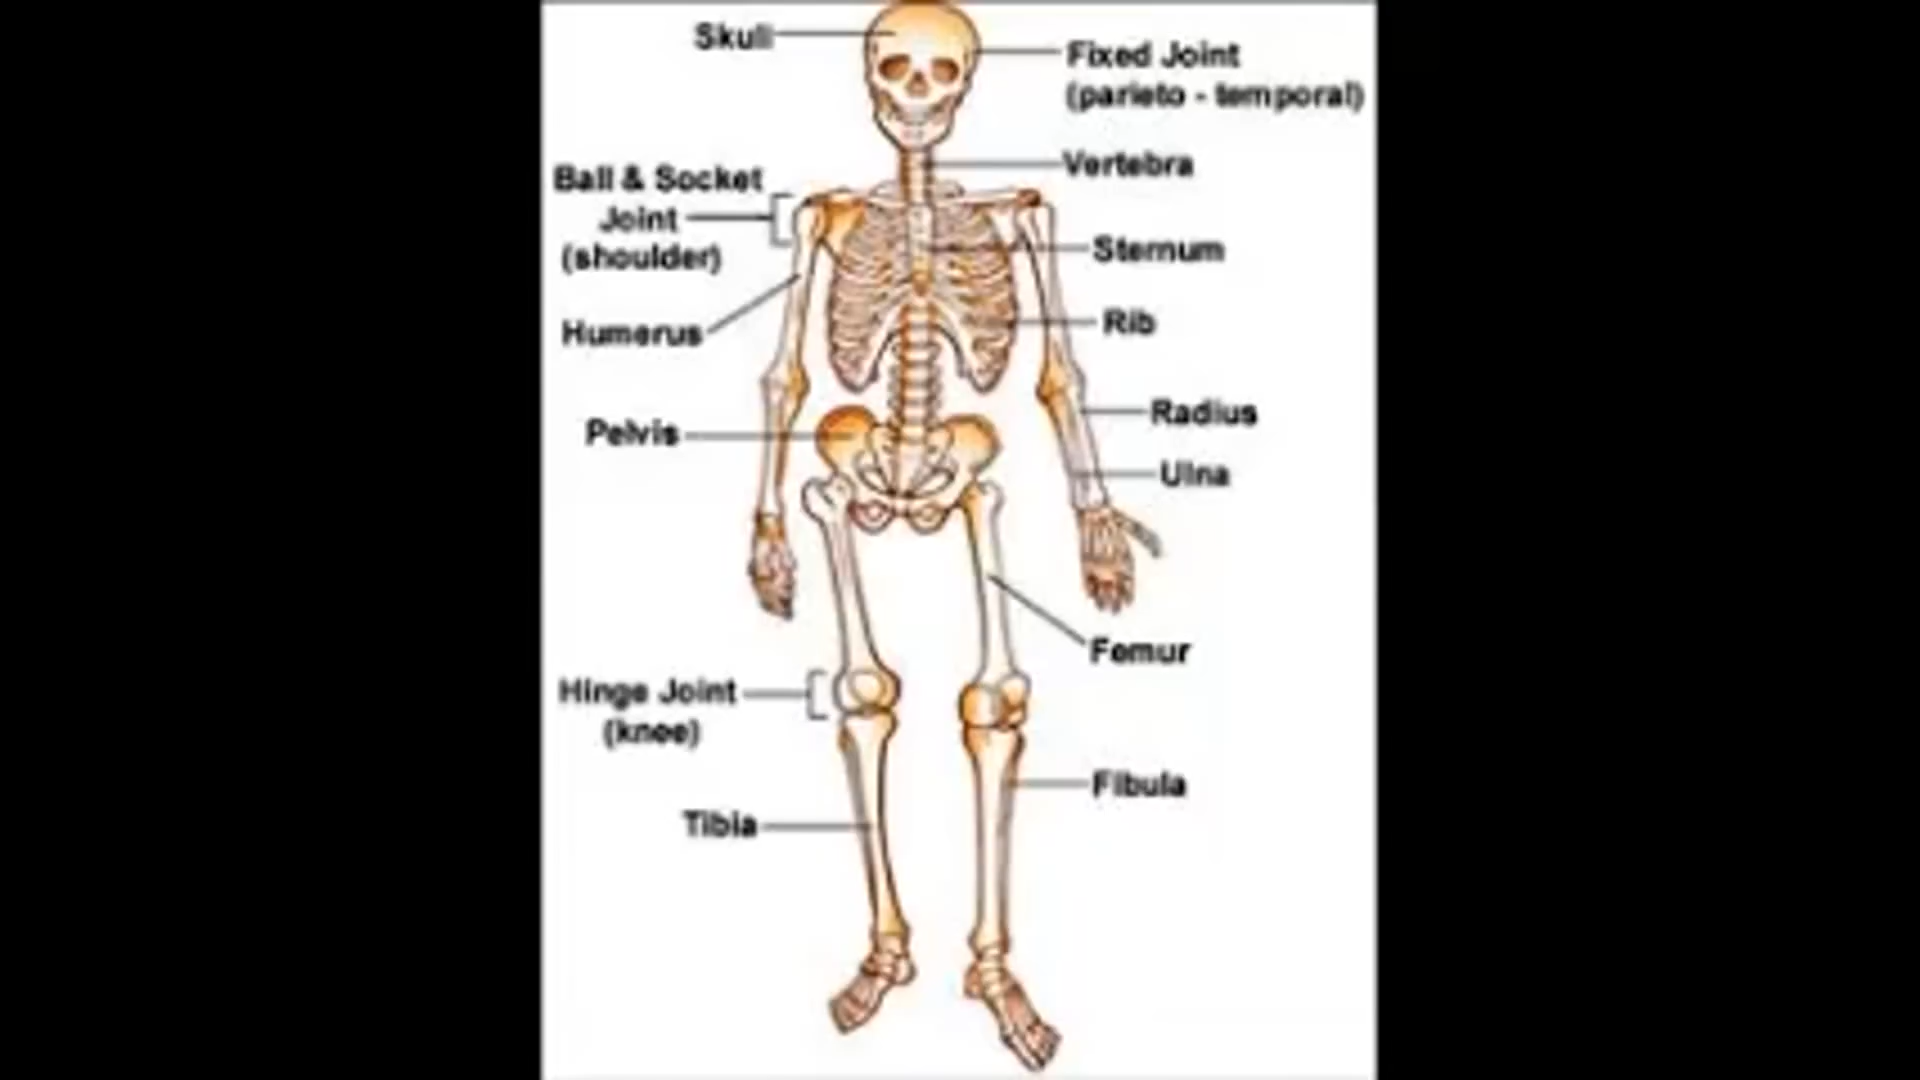 Skull
Fixed Joint
(parieto - temporal)
Vertebra
Ball & Socket
Joint
(shoulder)
Sternum
Humerus
Rib
Radius
Pelvis
Ulna
Femur
Hinge Joint
(knee)
Fibula
Tibia